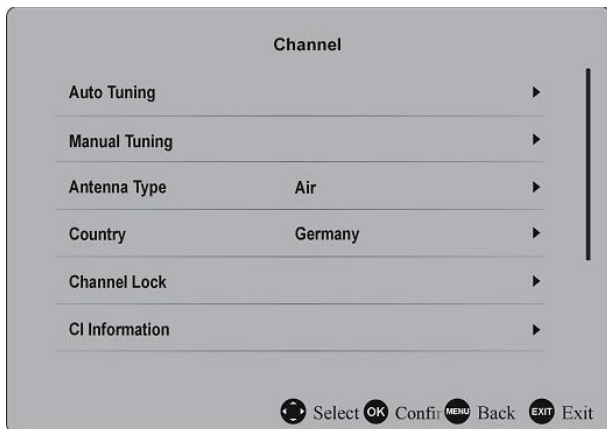 Channel
Auto Tuning
Manual Tuning
Antenna Type Air
Country Germany
Channel Lock
CI Information
Select OK Confir MENU Back EXIT Exit